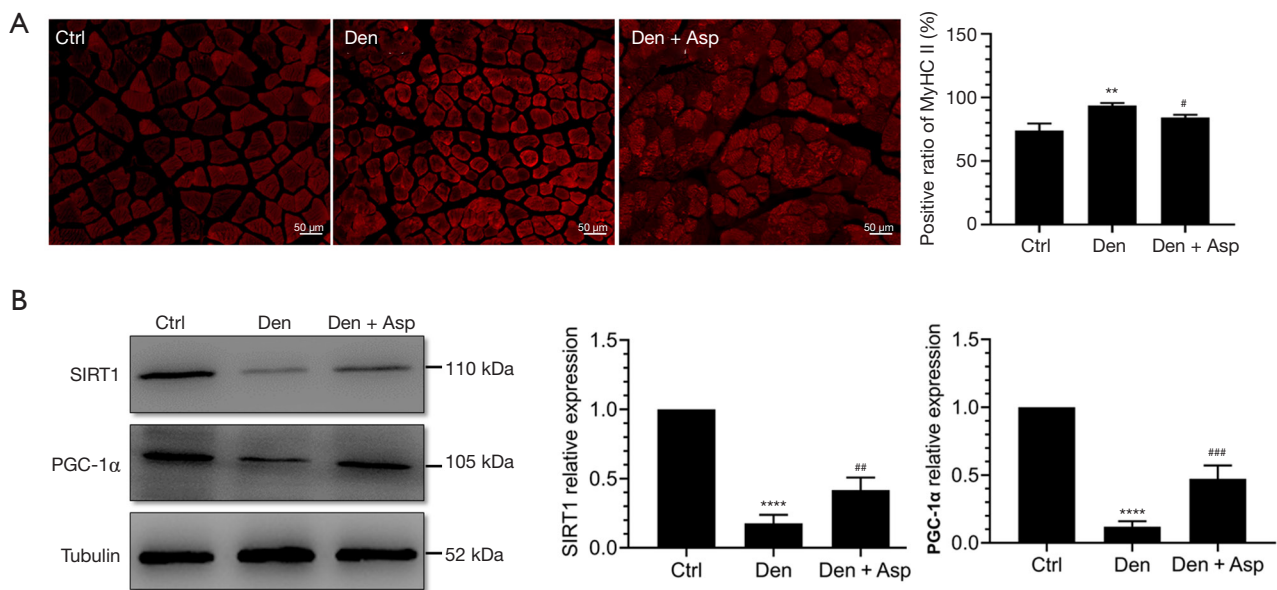 A
Ctrl
Den
Den + Asp
50 µm
50 µm
50 µm
Positive ratio of MyHC II (%)
150
100
50
0
**
#
Ctrl
Den
Den + Asp
B
Ctrl
Den
Den + Asp
SIRT1
110 kDa
PGC-1α
105 kDa
Tubulin
52 kDa
SIRT1 relative expression
1.5
1.0
0.5
0.0
****
##
Ctrl
Den
Den + Asp
PGC-1α relative expression
1.5
1.0
0.5
0.0
****
###
Ctrl
Den
Den + Asp